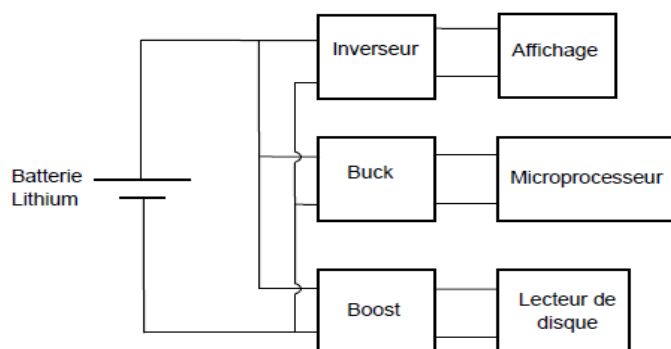 Inverseur
Affichage
Batterie
Lithium
Buck
Microprocesseur
Boost
Lecteur de
disque